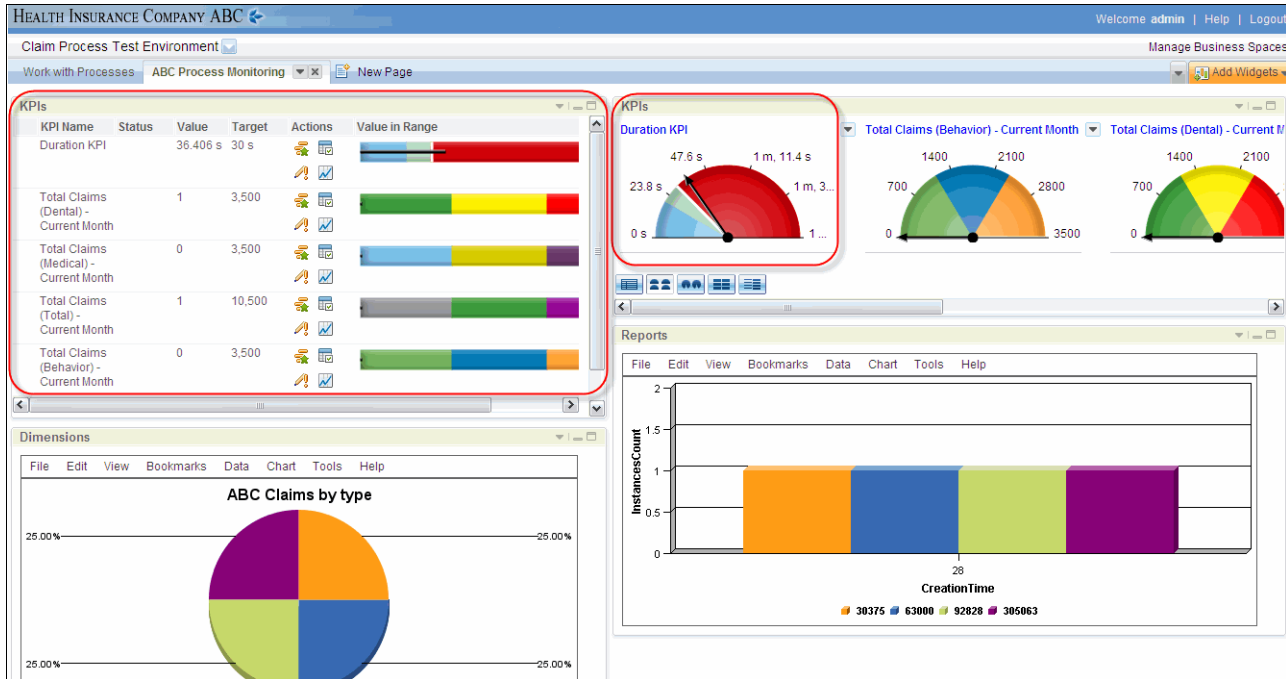 HEALTH INSURANCE COMPANY ABC
Welcome admin | Help | Logout
Claim Process Test Environment
Manage Business Spaces
Work with Processes
ABC Process Monitoring
New Page
Add Widgets
KPIs
KPI Name Status Value Target Actions Value in Range
Duration KPI 36.406 s 30 s
Total Claims
(Dental) -
Current Month
1 3,500
Total Claims
(Medical) -
Current Month
0 3,500
Total Claims
(Total) -
Current Month
1 10,500
Total Claims
(Behavior) -
Current Month
0 3,500
KPIs
Duration KPI
47.6 s 1 m, 11.4 s
23.8 s 1 m, 3...
0 s 1 ...
Total Claims (Behavior) - Current Month
1400 2100
700 2800
0 3500
Total Claims (Dental) - Current M
1400 2100
700
0
Reports
File Edit View Bookmarks Data Chart Tools Help
2
1.5
1
0.5
0
InstancesCount
28
CreationTime
30375 63000 92828 305063
Dimensions
File Edit View Bookmarks Data Chart Tools Help
ABC Claims by type
25.00% 25.00%
25.00% 25.00%